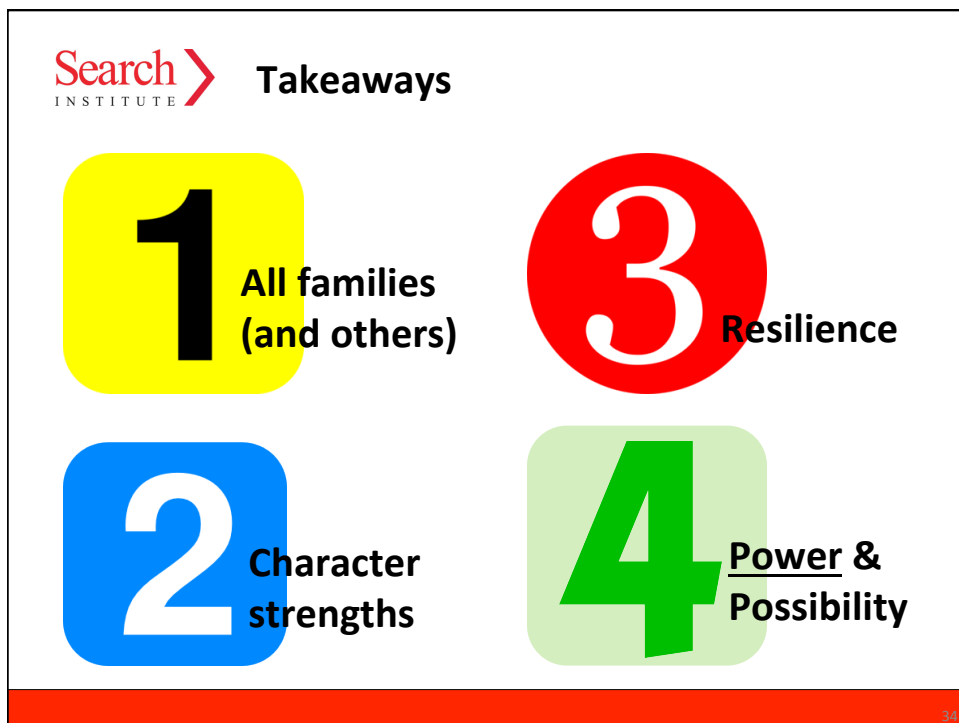 Search
INSTITUTE
Takeaways
1
All families
(and others)
2
Character
strengths
3
Resilience
4
Power &
Possibility
34